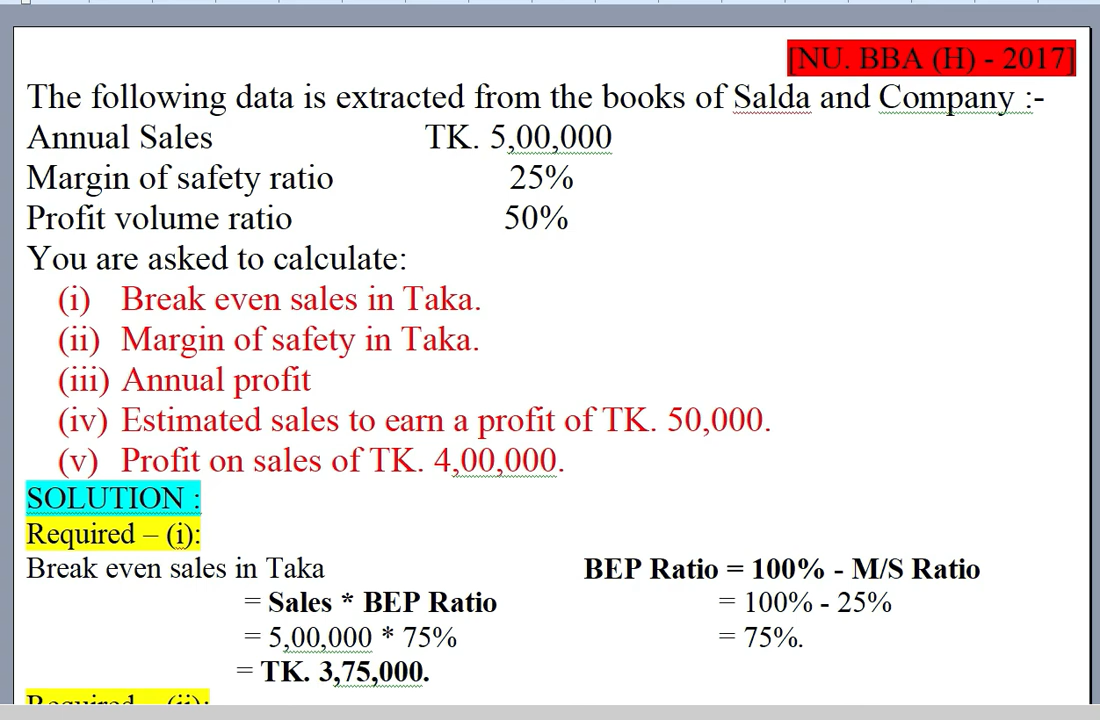 [NU. BBA (H) - 2017]
The following data is extracted from the books of Salda and Company :-
Annual Sales TK. 5,00,000
Margin of safety ratio 25%
Profit volume ratio 50%
You are asked to calculate:
(i) Break even sales in Taka.
(ii) Margin of safety in Taka.
(iii) Annual profit
(iv) Estimated sales to earn a profit of TK. 50,000.
(v) Profit on sales of TK. 4,00,000.
SOLUTION :
Required – (i):
Break even sales in Taka BEP Ratio = 100% - M/S Ratio
= Sales * BEP Ratio = 100% - 25%
= 5,00,000 * 75% = 75%.
= TK. 3,75,000.
Required – (ii):